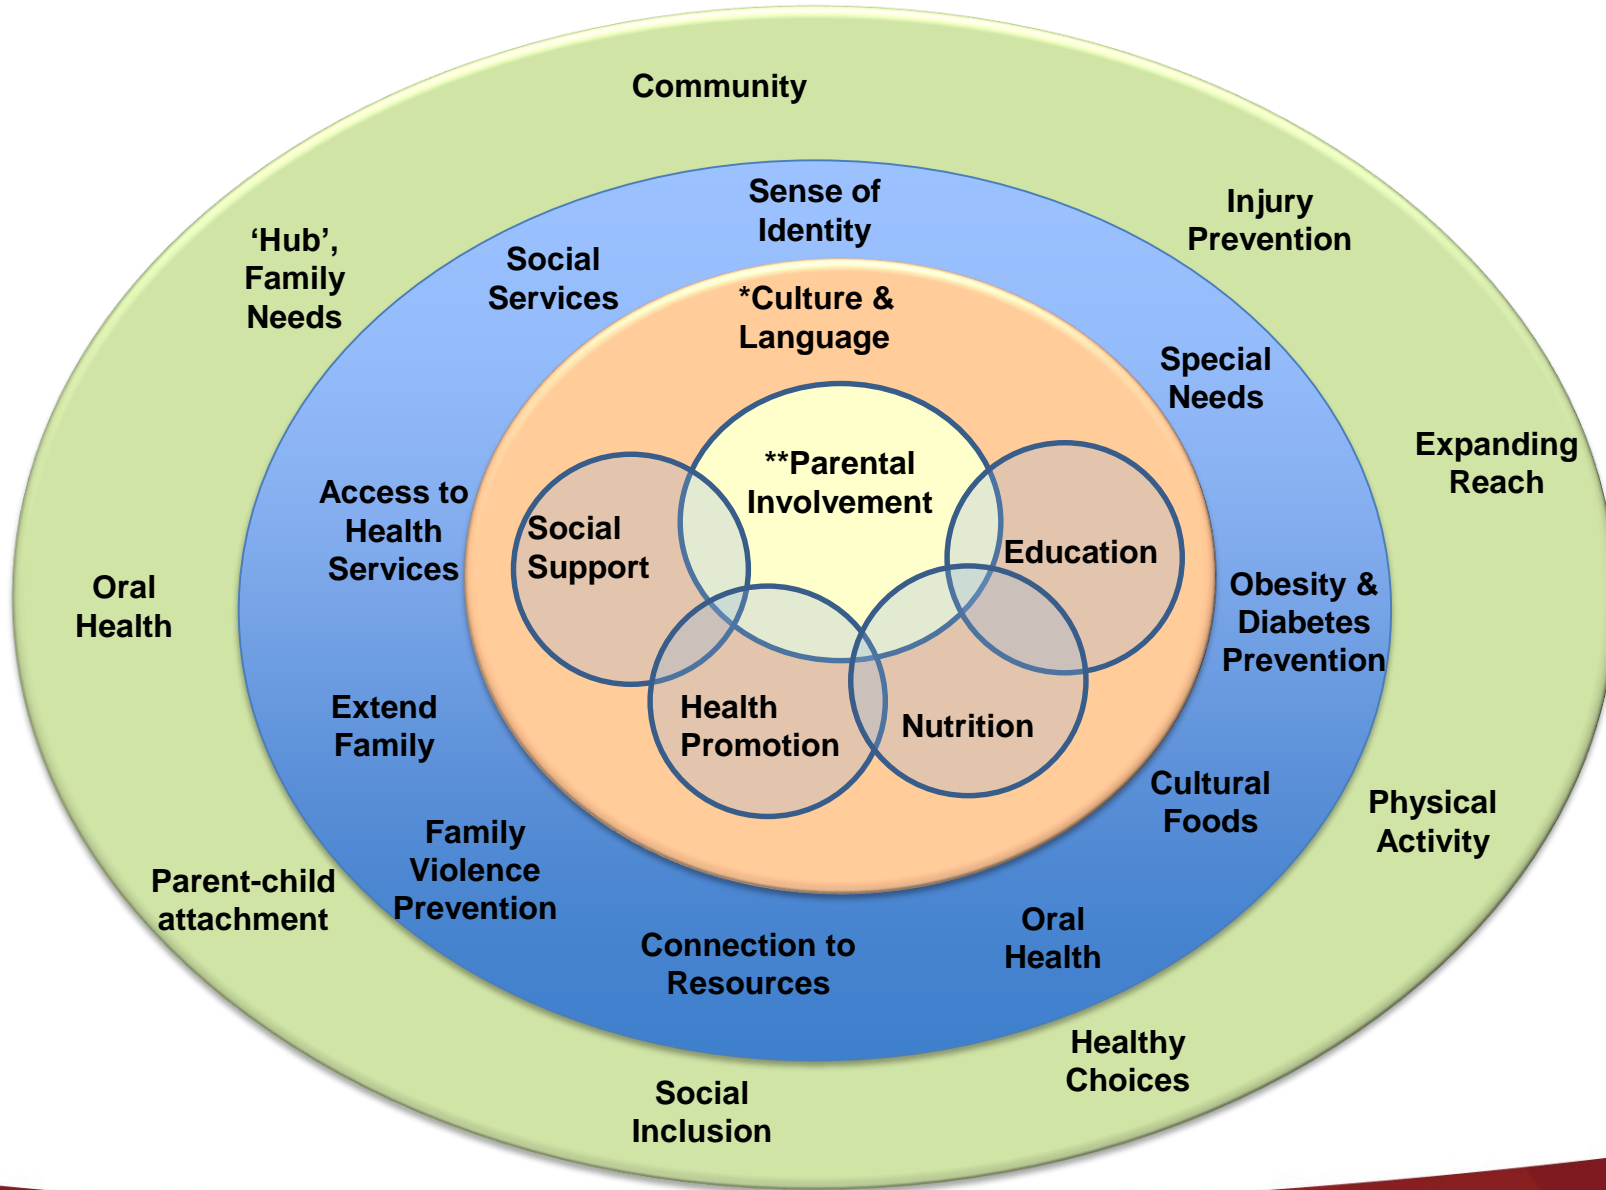 Community
Sense of
Identity
Injury
Prevention
‘Hub’,
Family
Needs
Social
Services
*Culture &
Language
Special
Needs
Expanding
Reach
**Parental
Involvement
Access to
Health
Services
Social
Support
Education
Oral
Health
Obesity &
Diabetes
Prevention
Extend
Family
Health
Promotion
Nutrition
Cultural
Foods
Physical
Activity
Family
Violence
Prevention
Parent-child
attachment
Connection to
Resources
Oral
Health
Healthy
Choices
Social
Inclusion